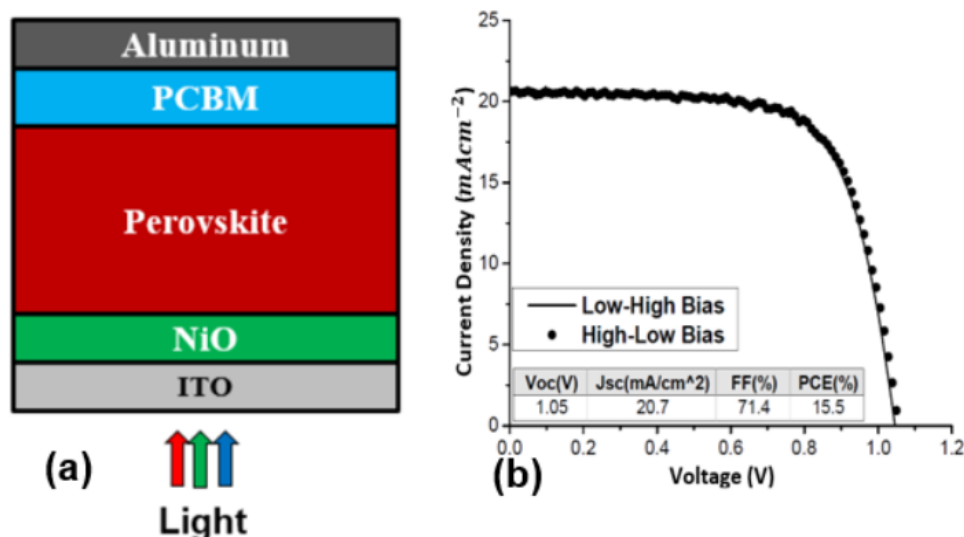 Aluminum
PCBM
Perovskite
NiO
ITO
(a)
Light
Current Density (mAcm⁻²)
25
20
15
10
5
0
Low-High Bias
High-Low Bias
Voc(V) Jsc(mA/cm^2) FF(%) PCE(%)
1.05 20.7 71.4 15.5
0.0 0.2 0.4 0.6 0.8 1.0 1.2
(b)
Voltage (V)